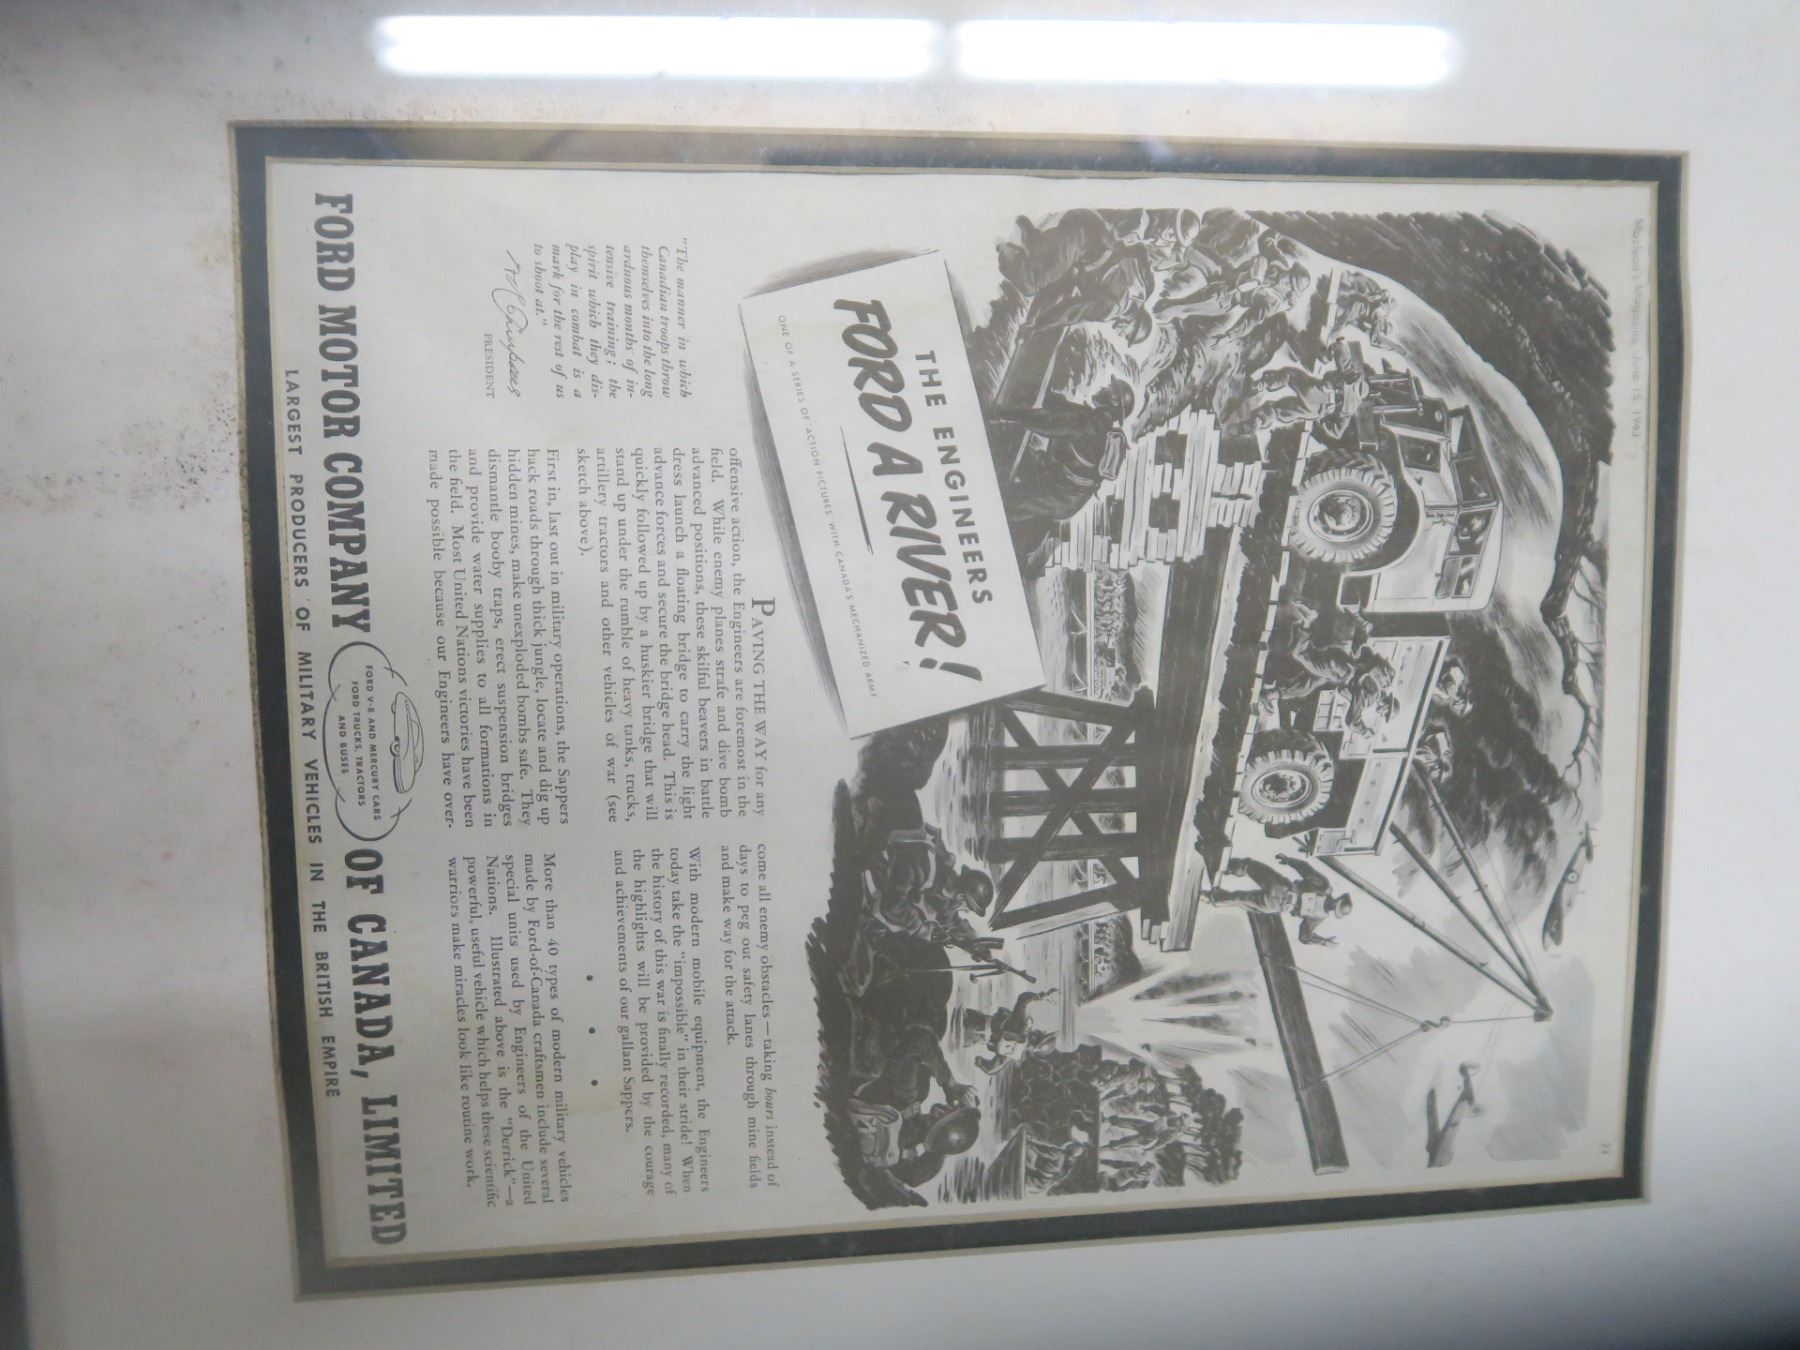 Maclean's Magazine, June 15, 1943
21
THE ENGINEERS
FORD A RIVER!
ONE OF A SERIES OF ACTION PICTURES WITH CANADA'S MECHANIZED ARMY
"The manner in which
Canadian troops throw
themselves into the long
arduous months of in-
tensive training; the
spirit which they dis-
play in combat is a
mark for the rest of us
to shoot at."
PRESIDENT
PAVING THE WAY for any
offensive action, the Engineers are foremost in the
field. While enemy planes strafe and dive bomb
advanced positions, these skilful beavers in battle
dress launch a floating bridge to carry the light
advance forces and secure the bridge head. This is
quickly followed up by a huskier bridge that will
stand up under the rumble of heavy tanks, trucks,
artillery tractors and other vehicles of war (see
sketch above).
First in, last out in military operations, the Sappers
hack roads through thick jungle, locate and dig up
hidden mines, make unexploded bombs safe. They
dismantle booby traps, erect suspension bridges
and provide water supplies to all formations in
the field. Most United Nations victories have been
made possible because our Engineers have over-
come all enemy obstacles — taking hours instead of
days to peg out safety lanes through mine fields
and make way for the attack.
With modern mobile equipment, the Engineers
today take the "impossible" in their stride! When
the history of this war is finally recorded, many of
the highlights will be provided by the courage
and achievements of our gallant Sappers.
• • •
More than 40 types of modern military vehicles
made by Ford-of-Canada craftsmen include several
special units used by Engineers of the United
Nations. Illustrated above is the "Derrick"—a
powerful, useful vehicle which helps these scientific
warriors make miracles look like routine work.
FORD MOTOR COMPANY OF CANADA, LIMITED
FORD V-8 AND MERCURY CARS
FORD TRUCKS, TRACTORS
AND BUSES
LARGEST PRODUCERS OF MILITARY VEHICLES IN THE BRITISH EMPIRE